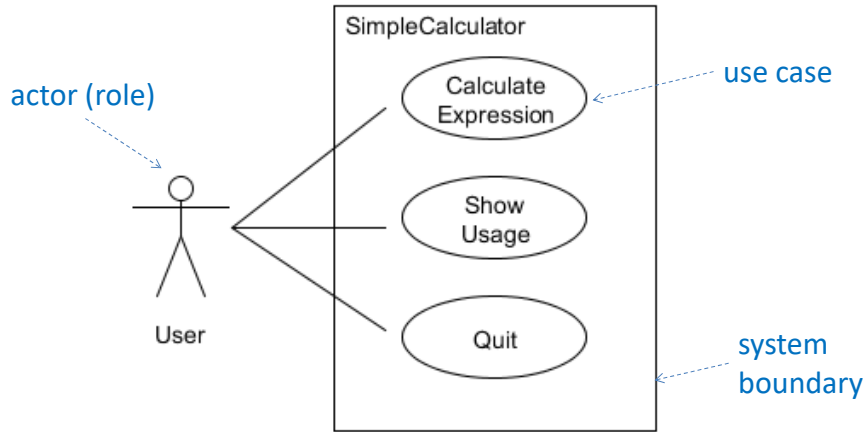 SimpleCalculator
Calculate
Expression
use case
actor (role)
Show
Usage
User
Quit
system
boundary